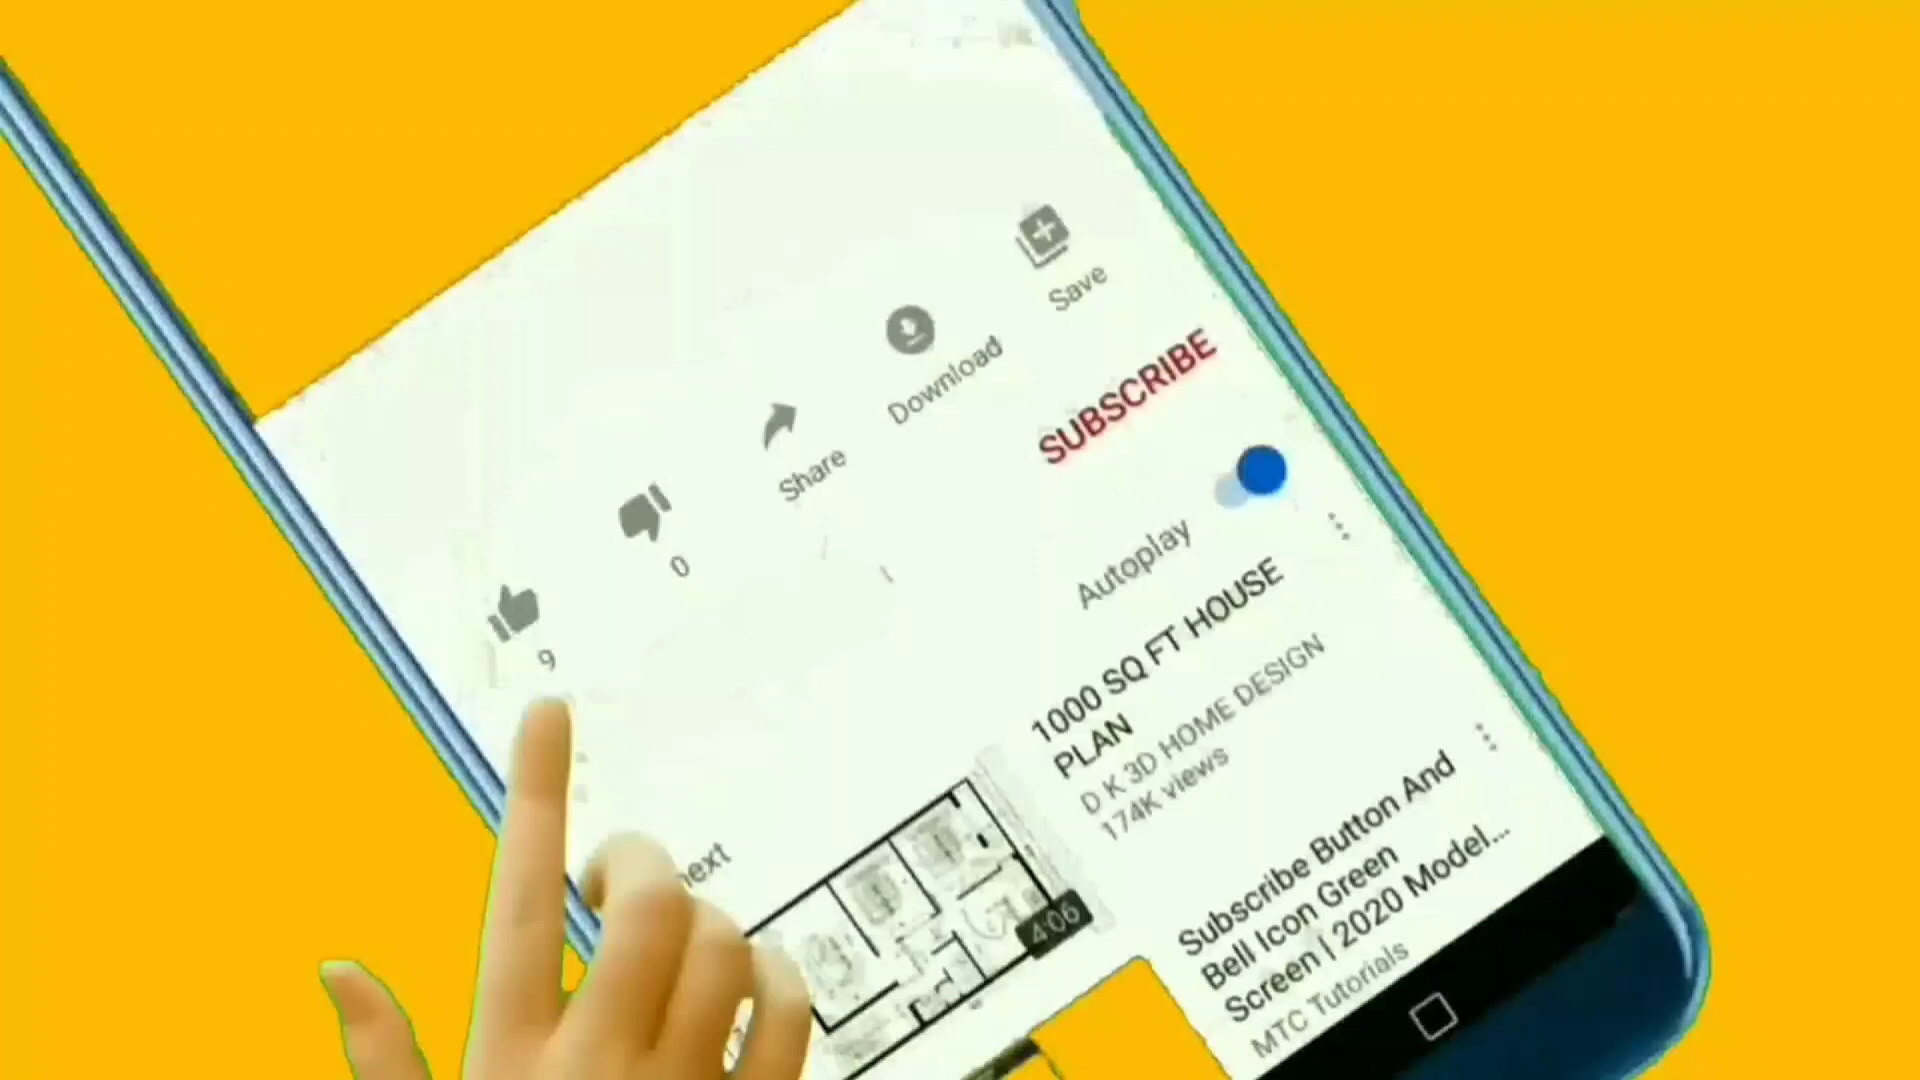 9
0
Share
Download
Save
SUBSCRIBE
next
Autoplay
1000 SQ FT HOUSE
PLAN
D K 3D HOME DESIGN
174K views
4:06
Subscribe Button And
Bell Icon Green
Screen | 2020 Model...
MTC Tutorials